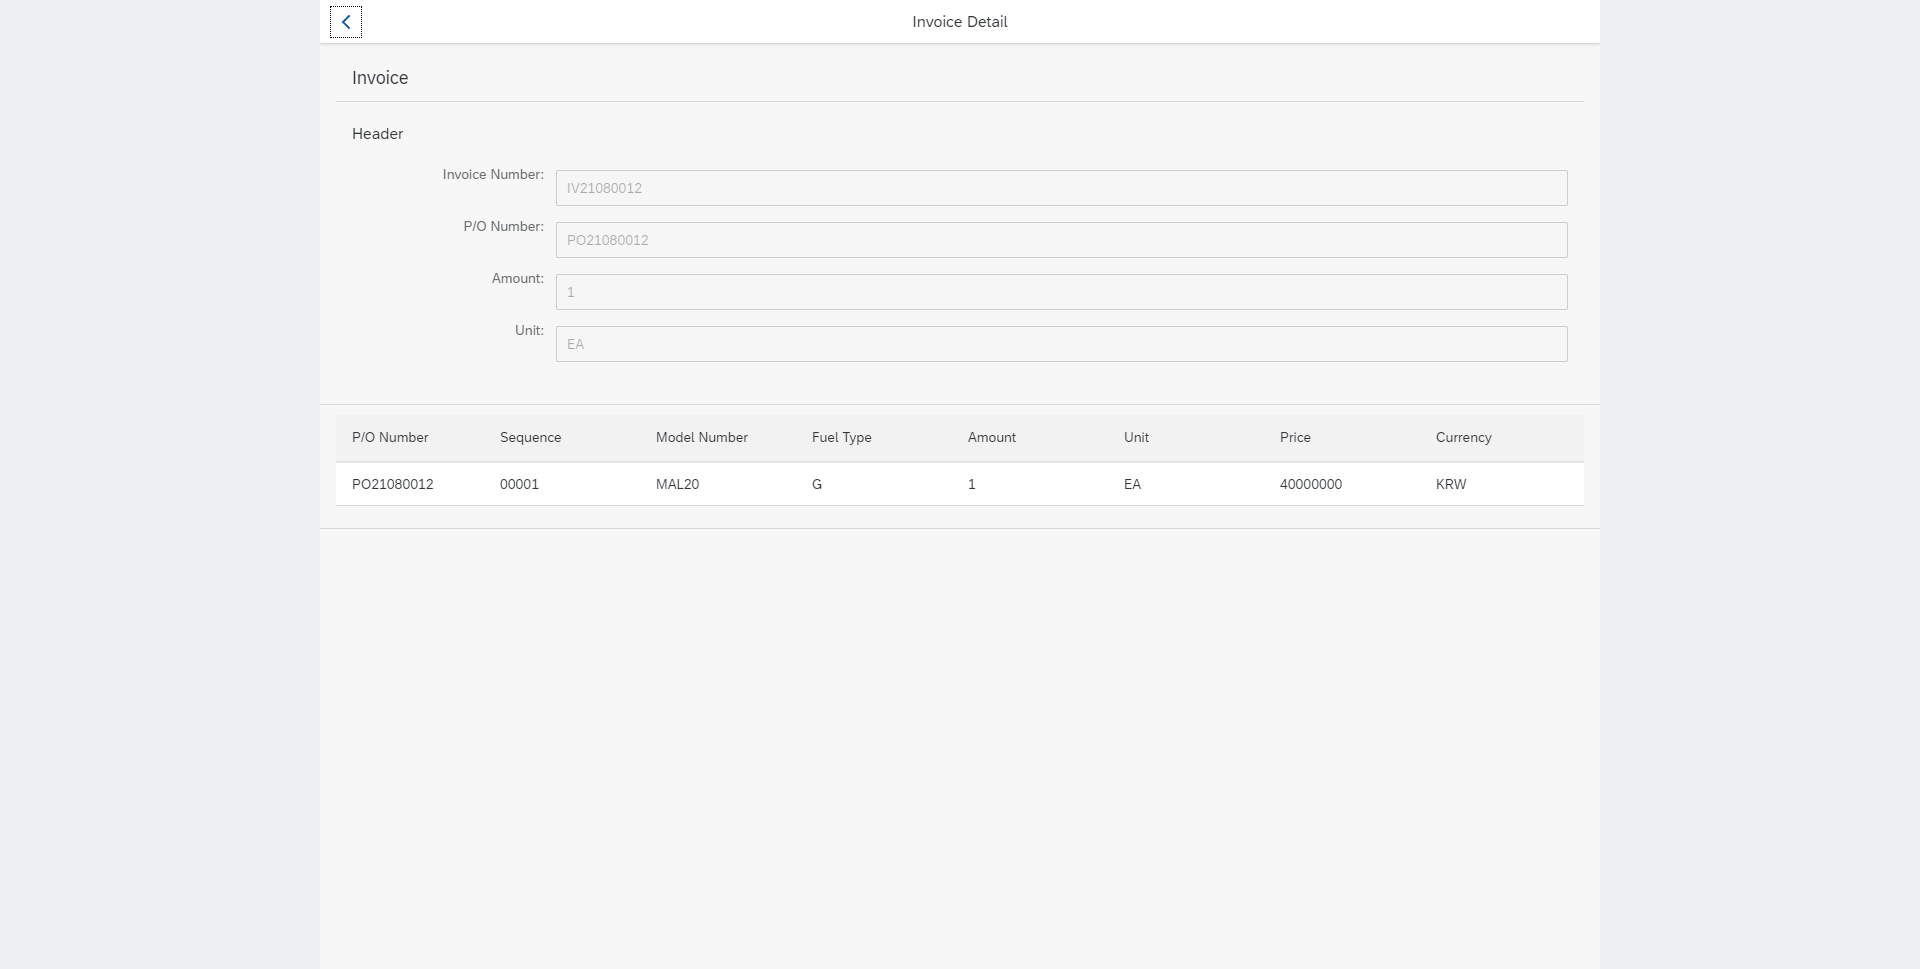 Invoice Detail
Invoice
Header
Invoice Number: IV21080012
P/O Number: PO21080012
Amount: 1
Unit: EA
P/O Number Sequence Model Number Fuel Type Amount Unit Price Currency
PO21080012 00001 MAL20 G 1 EA 40000000 KRW